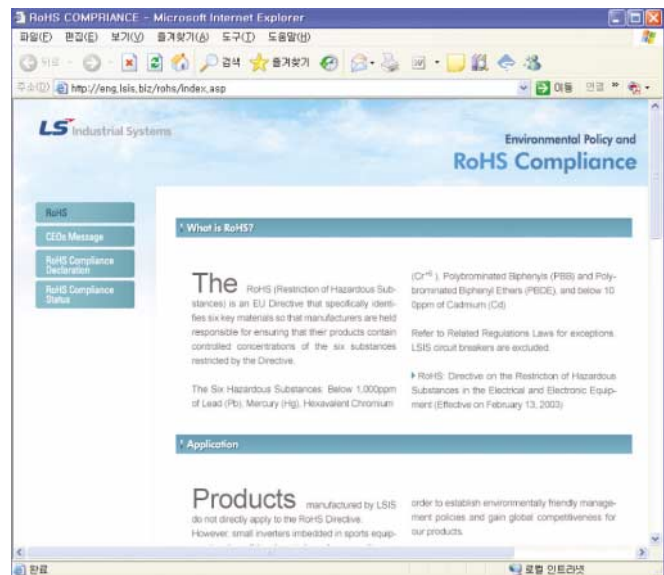 RoHS COMPRIANCE - Microsoft Internet Explorer
파일(F) 편집(E) 보기(V) 즐겨찾기(A) 도구(T) 도움말(H)
뒤로 검색 즐겨찾기
주소(D) http://eng.lsis.biz/rohs/index.asp 이동 연결
LS Industrial Systems
Environmental Policy and
RoHS Compliance
RoHS
CEOs Message
RoHS Compliance
Declaration
RoHS Compliance
Status
What is RoHS?
The RoHS (Restriction of Hazardous Sub-
stances) is an EU Directive that specifically identi-
fies six key materials so that manufacturers are held
responsible for ensuring that their products contain
controlled concentrations of the six substances
restricted by the Directive.
The Six Hazardous Substances: Below 1,000ppm
of Lead (Pb), Mercury (Hg), Hexavalent Chromium
(Cr+6 ), Polybrominated Biphenyls (PBB) and Poly-
brominated Biphenyl Ethers (PBDE), and below 10
0ppm of Cadmium (Cd)
Refer to Related Regulations Laws for exceptions.
LSIS circuit breakers are excluded.
RoHS: Directive on the Restriction of Hazardous
Substances in the Electrical and Electronic Equip-
ment (Effective on February 13, 2003)
Application
Products manufactured by LSIS
do not directly apply to the RoHS Directive.
However, small inverters imbedded in sports equip-
order to establish environmentally friendly manage-
ment policies and gain global competitiveness for
our products.
완료 로컬 인트라넷